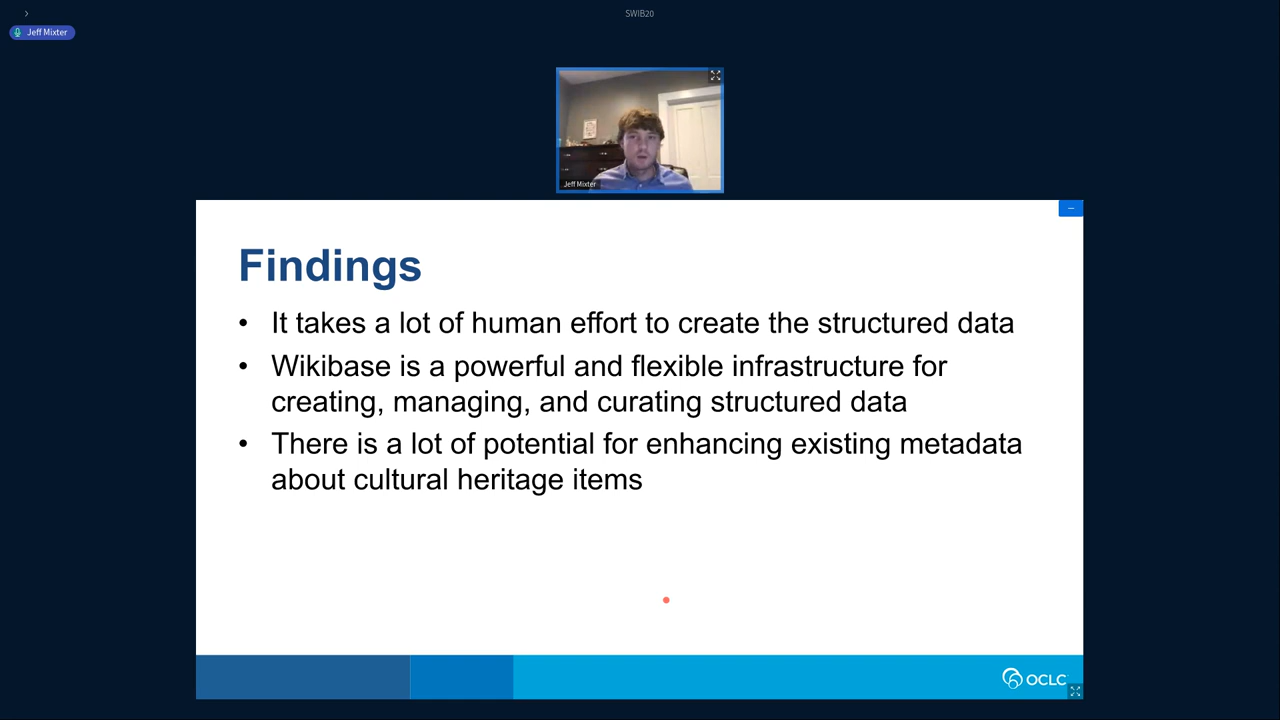 SWIB20
Jeff Mixter
Jeff Mixter
Findings
• It takes a lot of human effort to create the structured data
• Wikibase is a powerful and flexible infrastructure for
creating, managing, and curating structured data
• There is a lot of potential for enhancing existing metadata
about cultural heritage items
OCLC